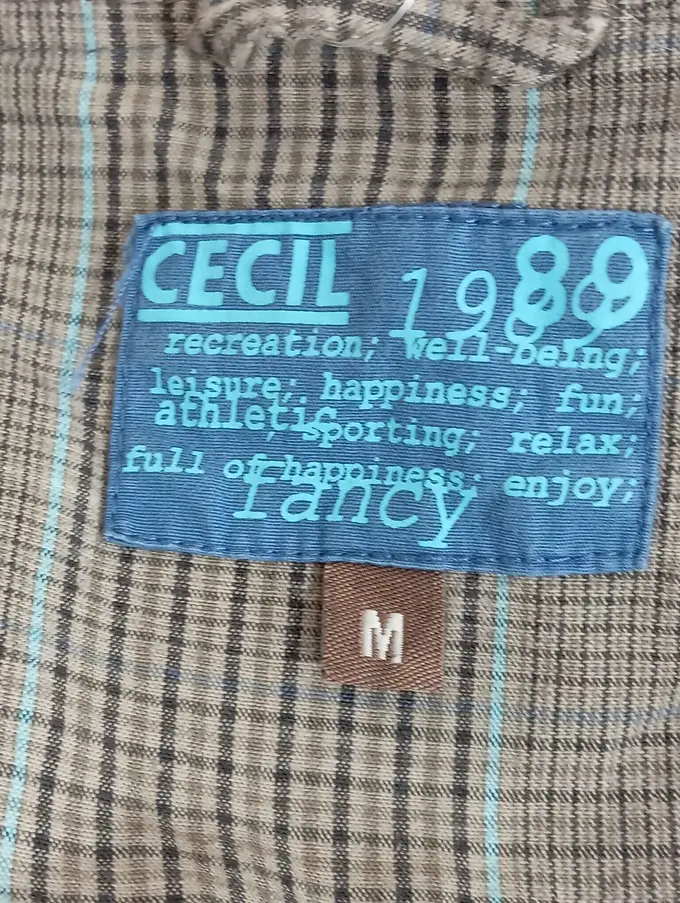 CECIL
1989
recreation; well-being;
leisure; happiness; fun;
athletic, sporting; relax;
full of happiness; enjoy;
fancy
M